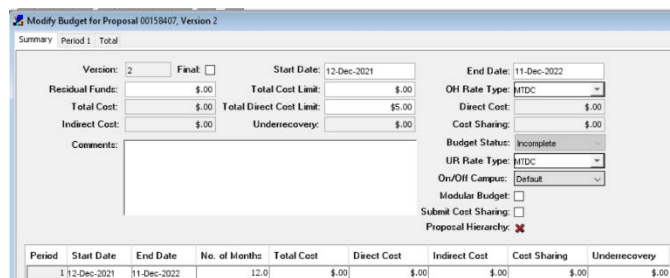 Modify Budget for Proposal 00158407, Version 2
Summary Period 1 Total
Version: 2 Final: Start Date: 12-Dec-2021 End Date: 11-Dec-2022
Residual Funds: $.00 Total Cost Limit: $.00 OH Rate Type: MTDC
Total Cost: $.00 Total Direct Cost Limit: $5.00 Direct Cost: $.00
Indirect Cost: $.00 Underrecovery: $.00 Cost Sharing: $.00
Comments: Budget Status: Incomplete
UR Rate Type: MTDC
On/Off Campus: Default
Modular Budget:
Submit Cost Sharing:
Proposal Hierarchy:
Period Start Date End Date No. of Months Total Cost Direct Cost Indirect Cost Cost Sharing Underrecovery
1 12-Dec-2021 11-Dec-2022 12.0 $.00 $.00 $.00 $.00 $.00